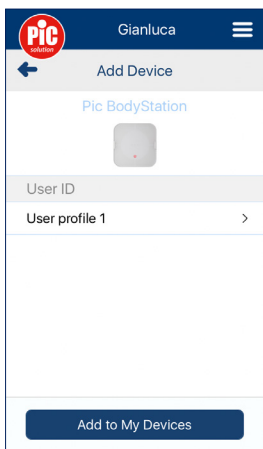 Pic
solution
Gianluca
Add Device
Pic BodyStation
User ID
User profile 1
Add to My Devices